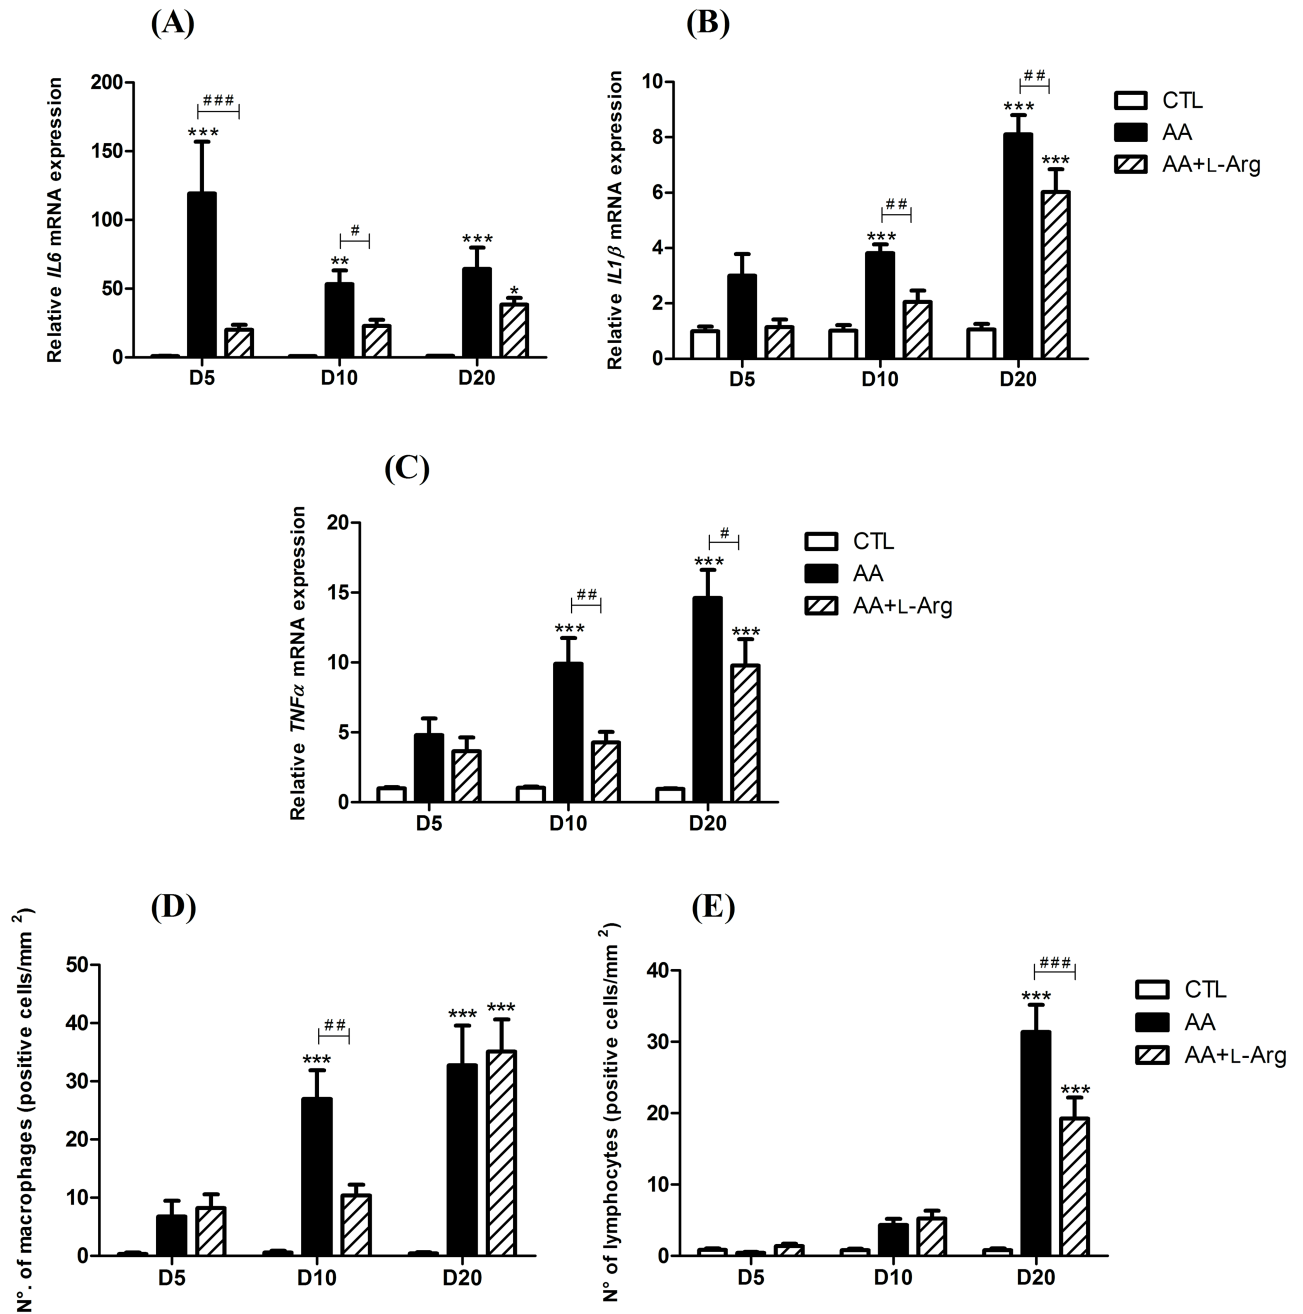 (A)
Relative IL6 mRNA expression
200
150
100
50
0
###
***
#
**
***
*
D5
D10
D20
(B)
Relative IL1β mRNA expression
10
8
6
4
2
0
##
***
##
***
***
D5
D10
D20
CTL
AA
AA+L-Arg
(C)
Relative TNFα mRNA expression
20
15
10
5
0
##
***
#
***
***
D5
D10
D20
CTL
AA
AA+L-Arg
(D)
N°. of macrophages (positive cells/mm 2)
50
40
30
20
10
0
##
***
***
***
D5
D10
D20
(E)
N° of lymphocytes (positive cells/mm 2)
40
30
20
10
0
###
***
***
D5
D10
D20
CTL
AA
AA+L-Arg